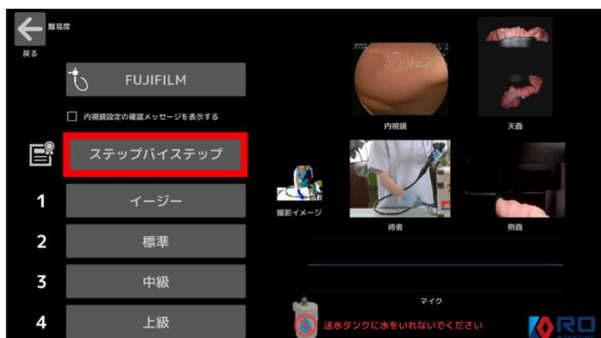 難易度
戻る
FUJIFILM
内視鏡設定の確認メッセージを表示する
ステップバイステップ
1 イージー
2 標準
3 中級
4 上級
内視鏡
天面
撮影イメージ
術者
側面
マイク
送水タンクに水をいれないでください
RD